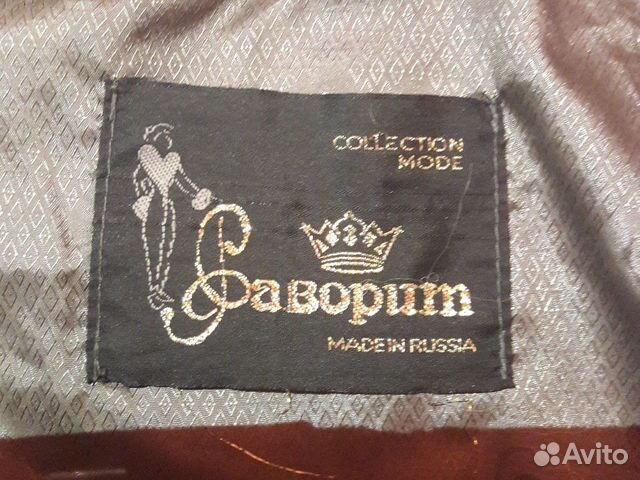 COLLECTION
MODE
Фаворит
MADE IN RUSSIA
Avito